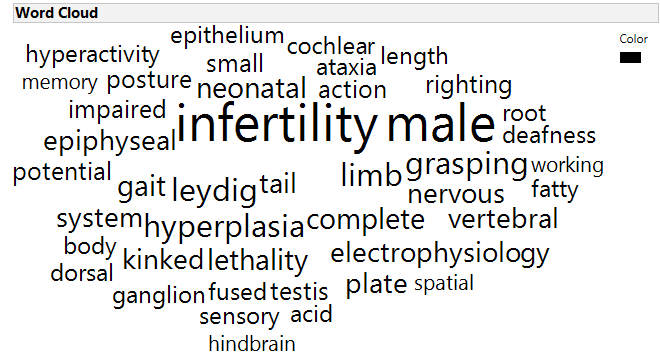 Word Cloud
Color
epithelium
hyperactivity cochlear
small ataxia length
memory posture neonatal action righting
impaired infertility male root
epiphyseal deafness
potential limb grasping working
gait leydig tail nervous fatty
system hyperplasia complete vertebral
body kinked lethality electrophysiology
dorsal
ganglion fused testis plate spatial
sensory acid
hindbrain